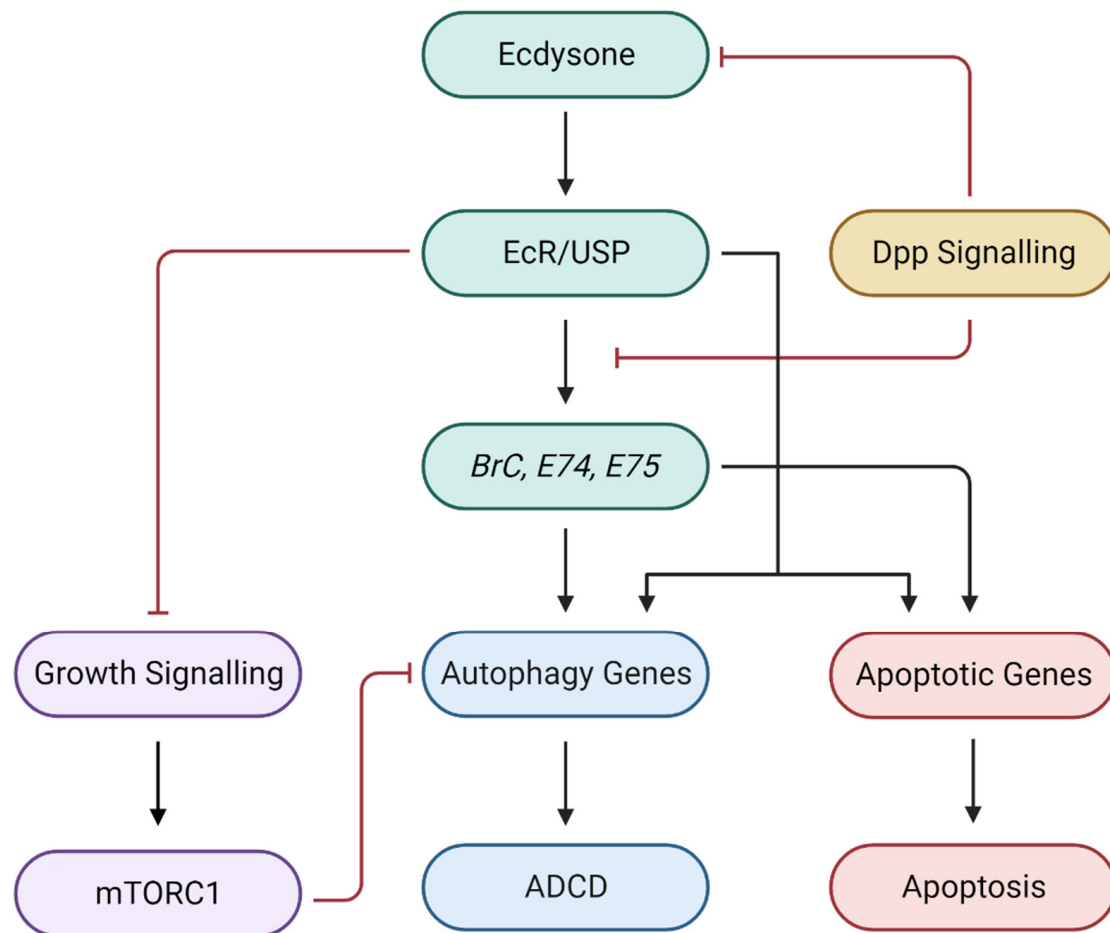 Ecdysone
EcR/USP
Dpp Signalling
BrC, E74, E75
Growth Signalling
Autophagy Genes
Apoptotic Genes
mTORC1
ADCD
Apoptosis